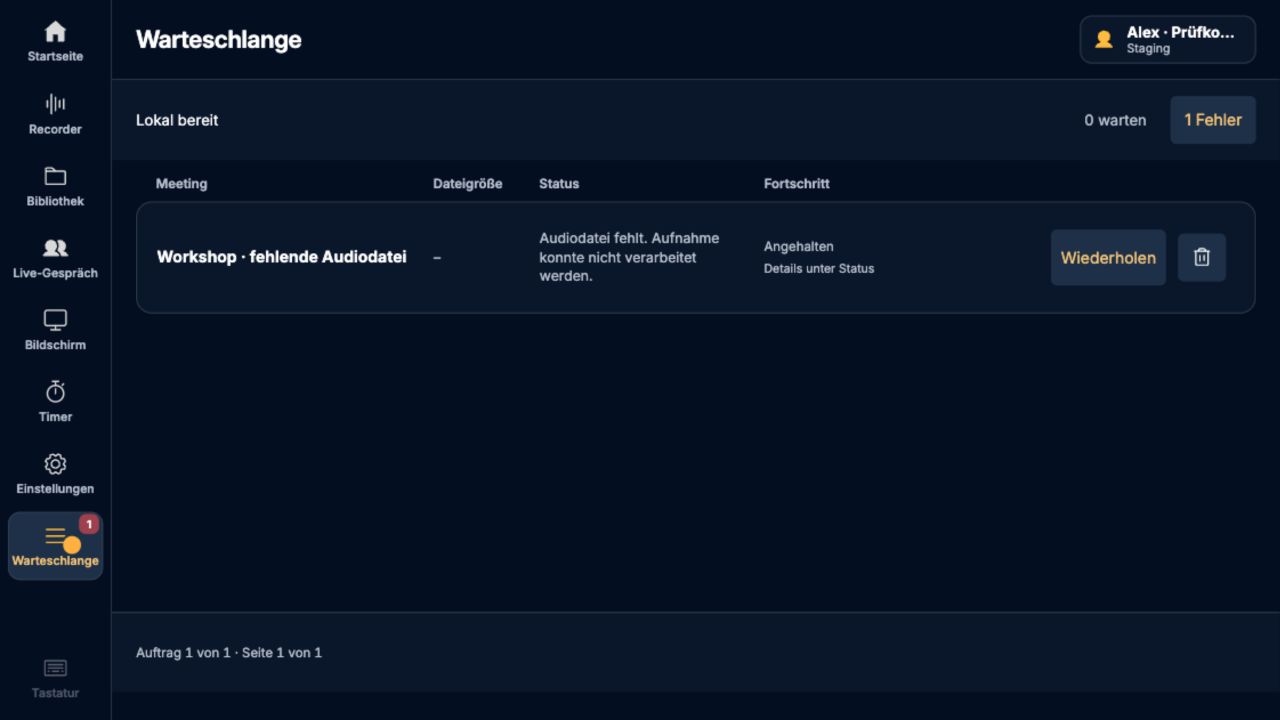 Startseite
Recorder
Bibliothek
Live-Gespräch
Bildschirm
Timer
Einstellungen
1
Warteschlange
Tastatur
Warteschlange
Alex · Prüfko...
Staging
Lokal bereit
0 warten
1 Fehler
Meeting Dateigröße Status Fortschritt
Workshop · fehlende Audiodatei
–
Audiodatei fehlt. Aufnahme
konnte nicht verarbeitet
werden.
Angehalten
Details unter Status
Wiederholen
Auftrag 1 von 1 · Seite 1 von 1